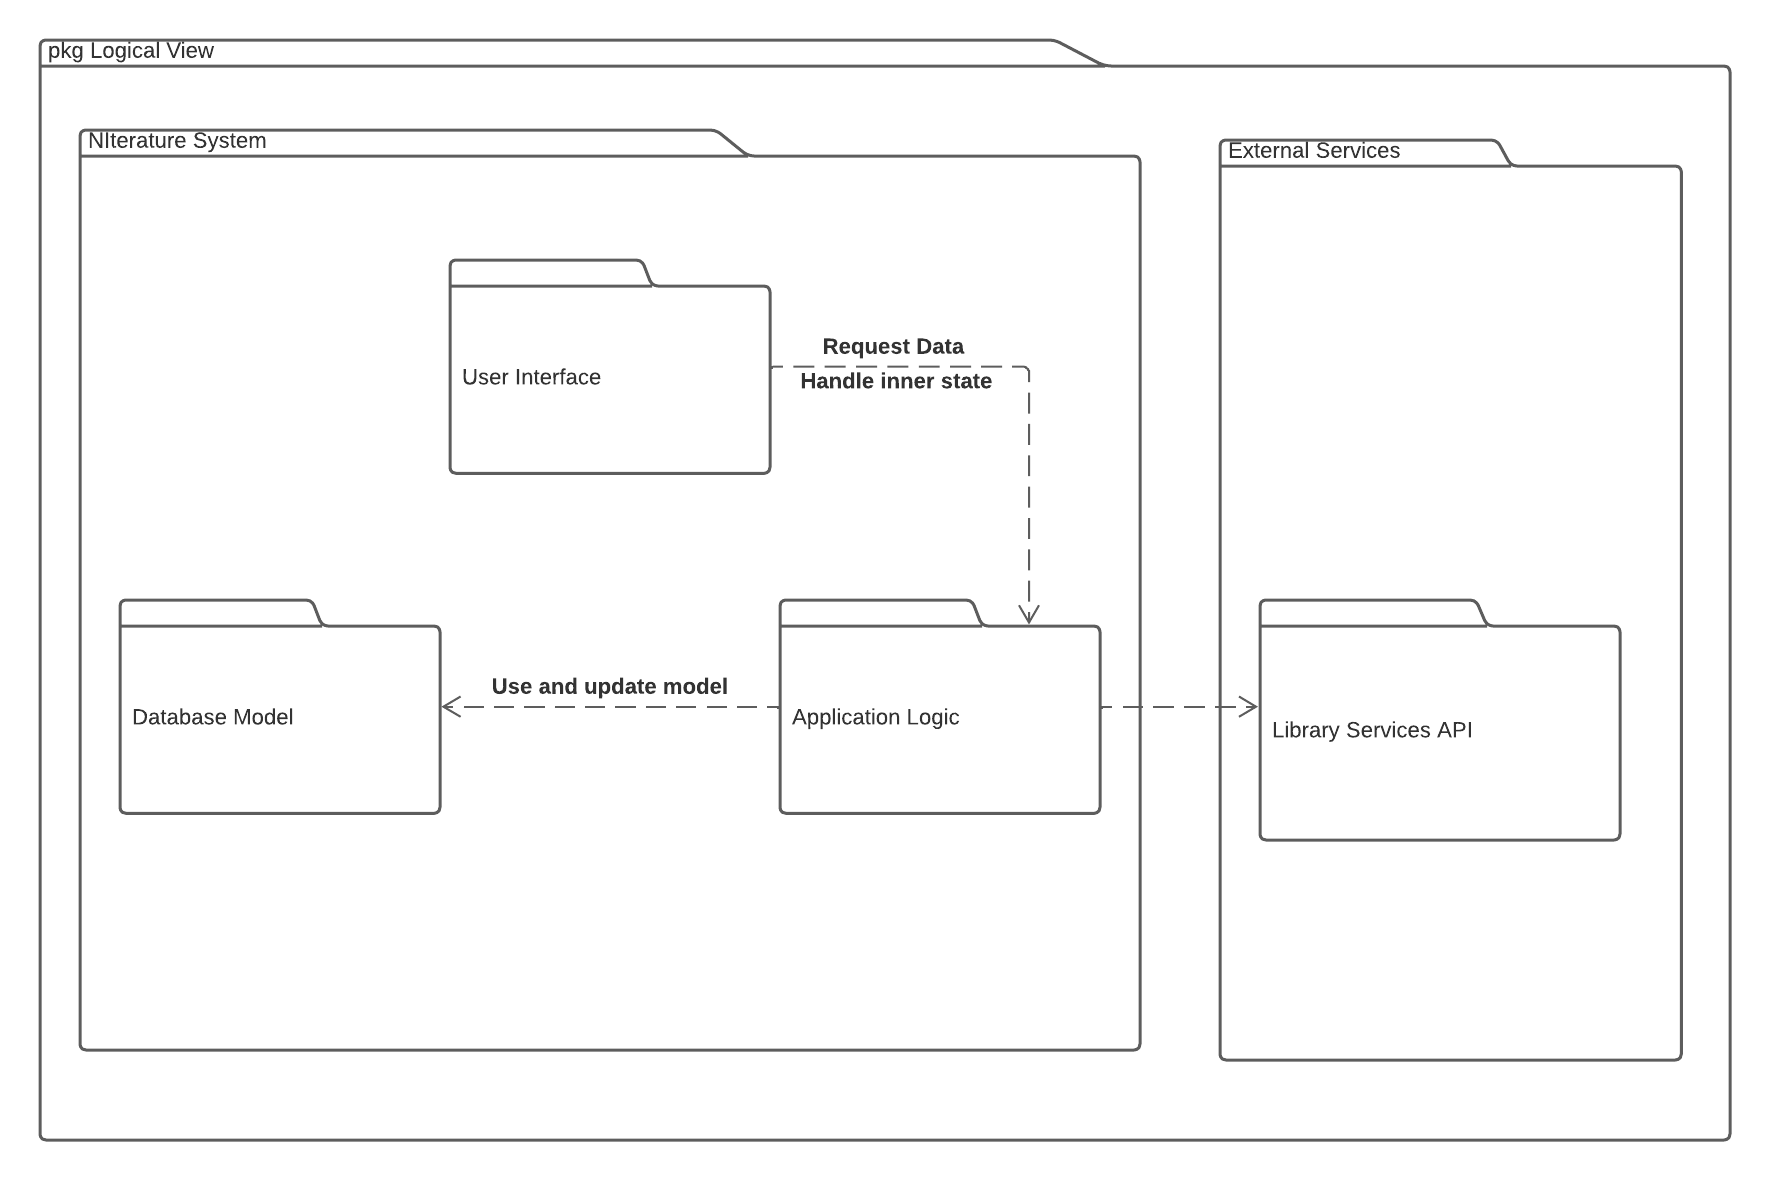 pkg Logical View
NIterature System
External Services
Request Data
User Interface
Handle inner state
Use and update model
Database Model
Application Logic
Library Services API